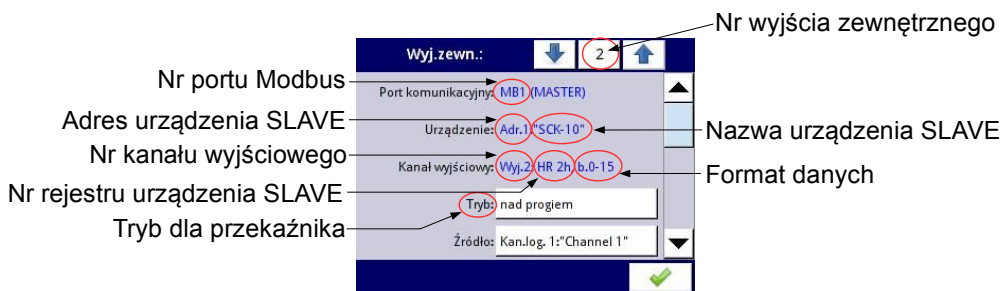 Nr wyjścia zewnętrznego
Wyj.zewn.: 2
Nr portu Modbus
Port komunikacyjny: MB1 (MASTER)
Adres urządzenia SLAVE
Urządzenie: Adr.1:"SCK-10"
Nazwa urządzenia SLAVE
Nr kanału wyjściowego
Kanał wyjściowy: Wyj.2, HR 2h, b.0-15
Format danych
Nr rejestru urządzenia SLAVE
Tryb: nad progiem
Tryb dla przekaźnika
Źródło: Kan.log. 1:"Channel 1"